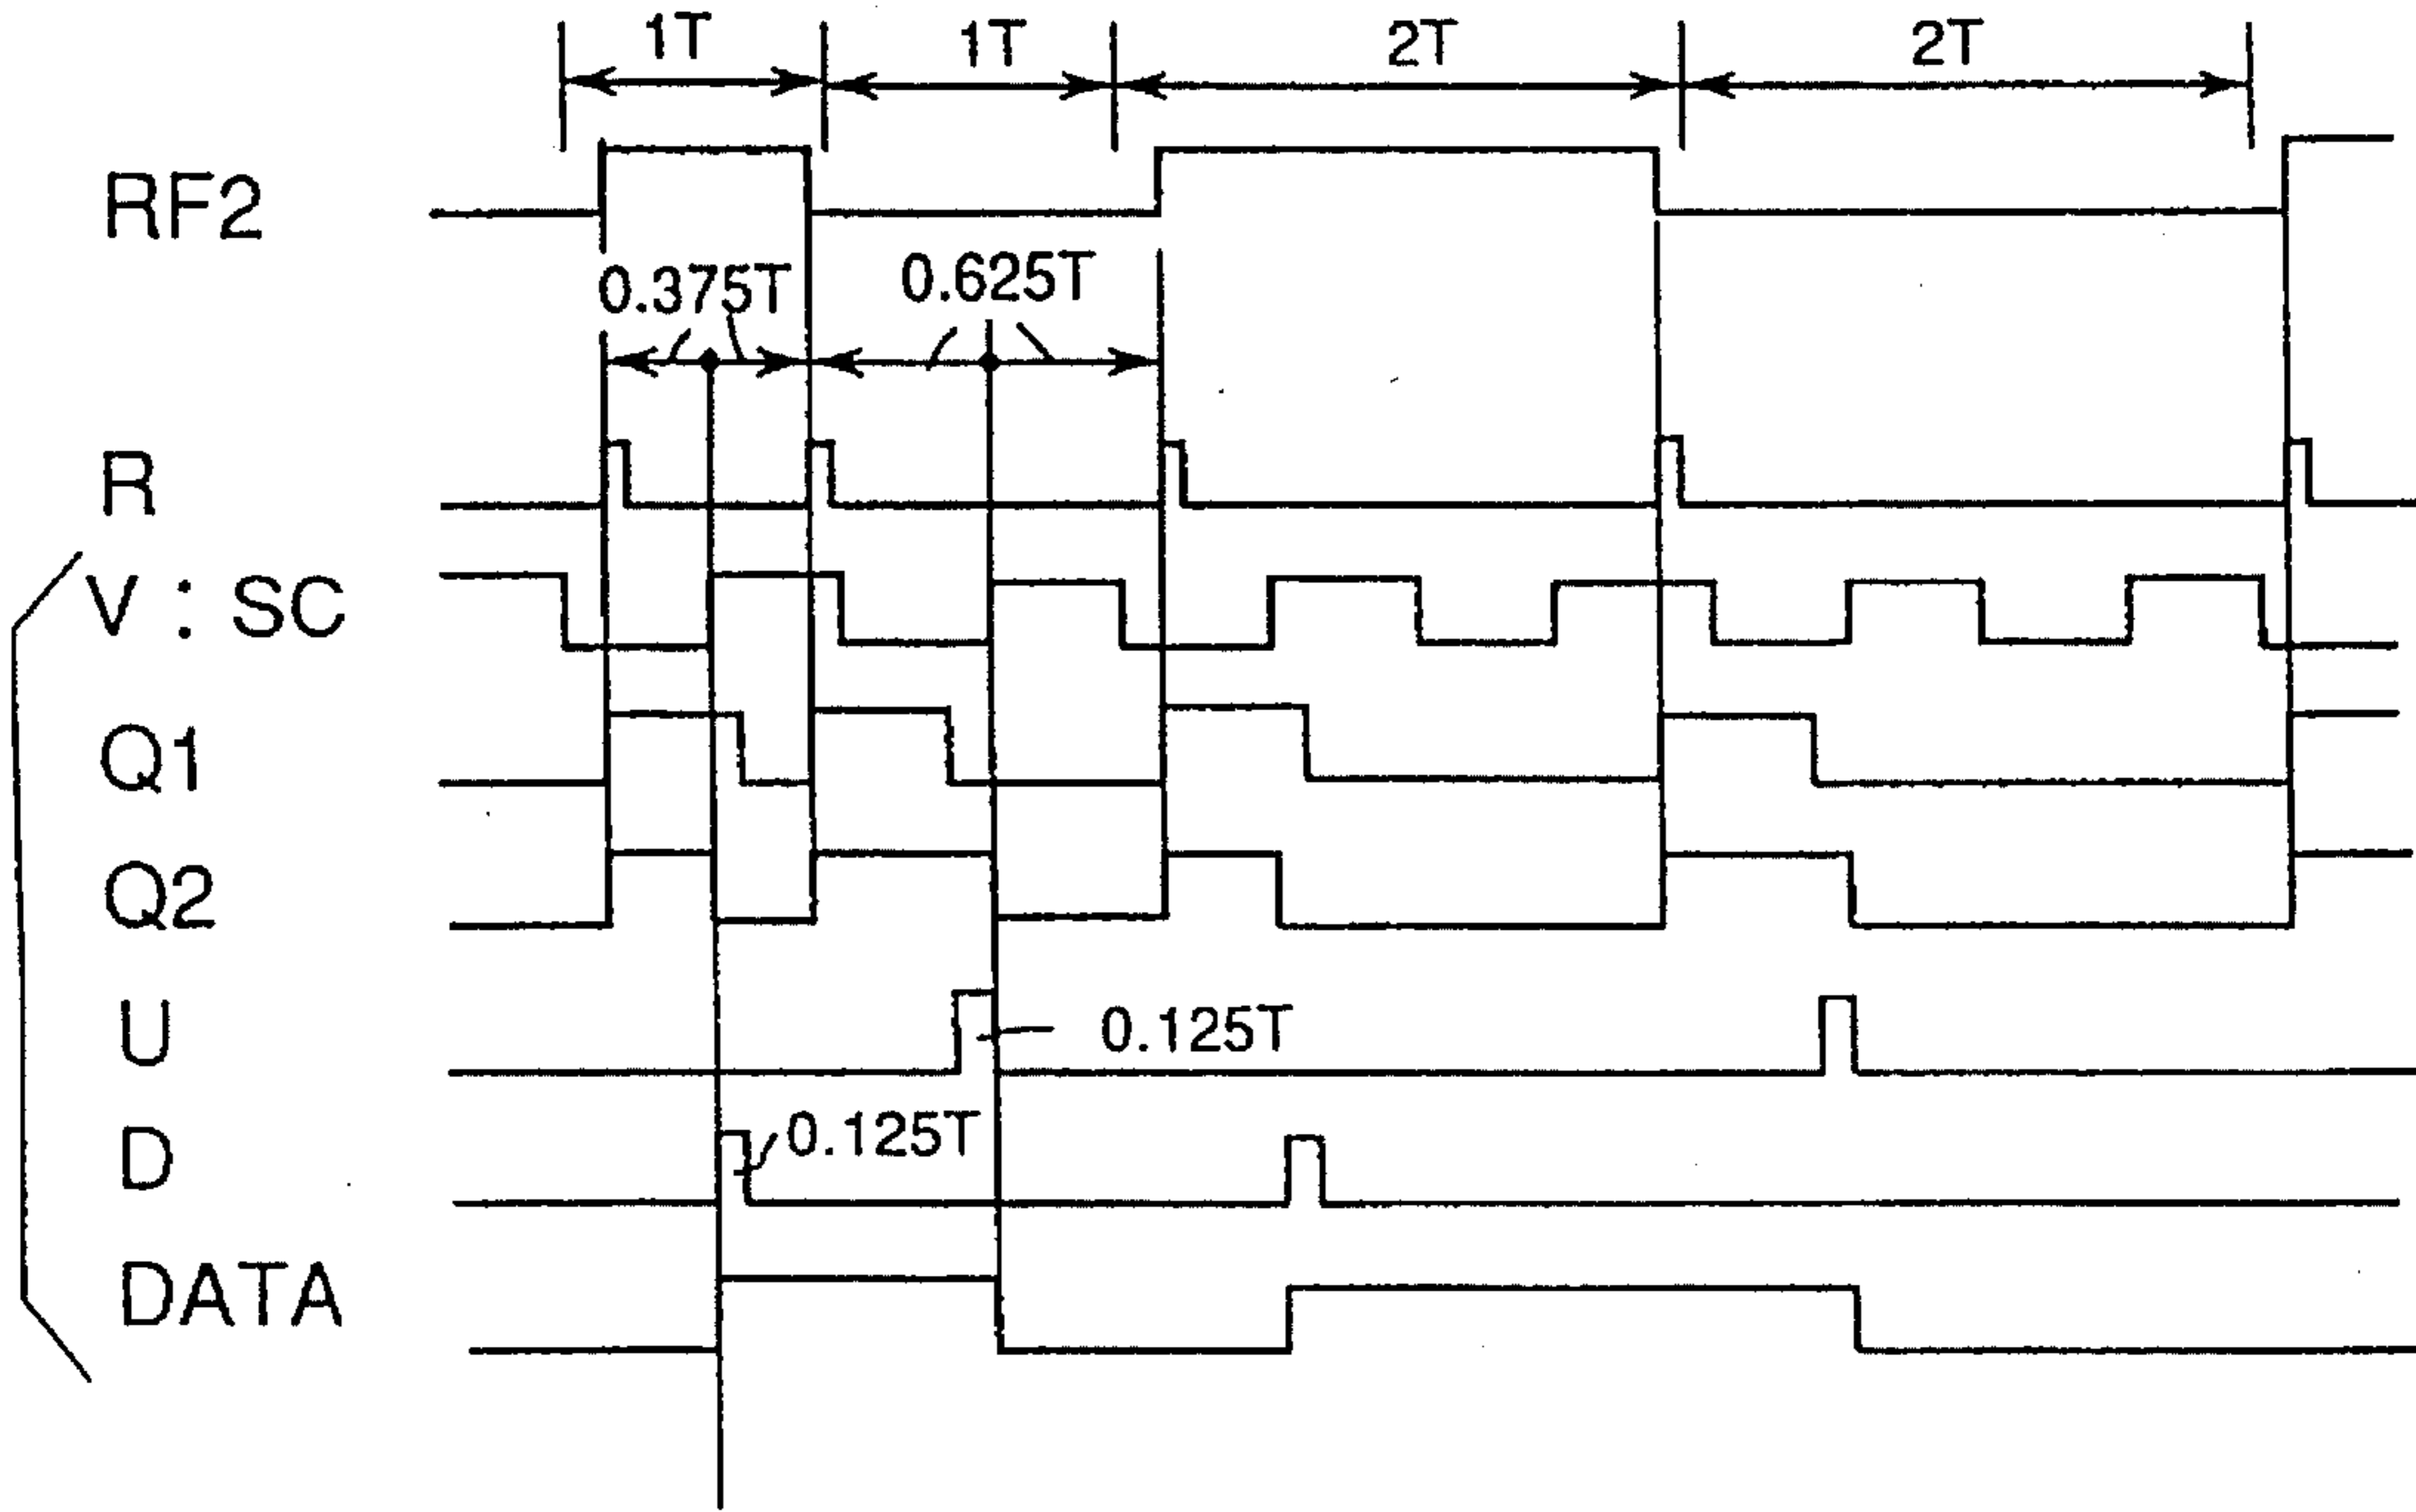 1T 1T 2T 2T
RF2
0.375T 0.625T
R
V : SC
Q1
Q2
U
0.125T
D
0.125T
DATA